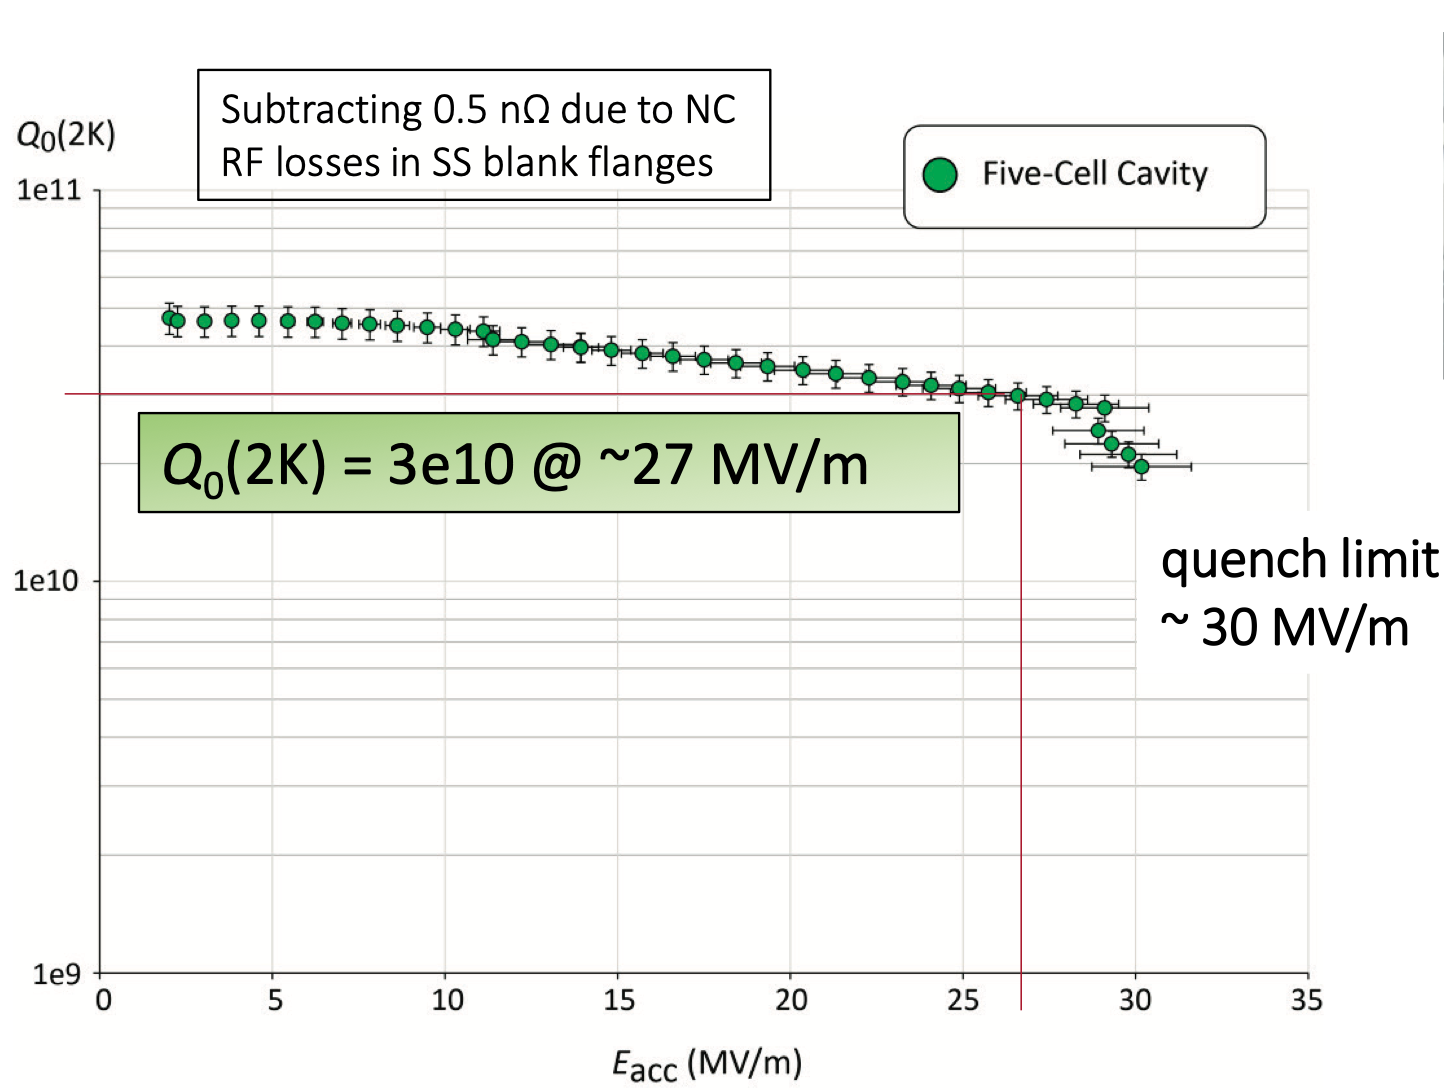 Subtracting 0.5 nΩ due to NC
RF losses in SS blank flanges
Q0(2K)
Five-Cell Cavity
1e11
Q0(2K) = 3e10 @ ~27 MV/m
quench limit
~ 30 MV/m
1e10
1e9
0 5 10 15 20 25 30 35
Eacc (MV/m)